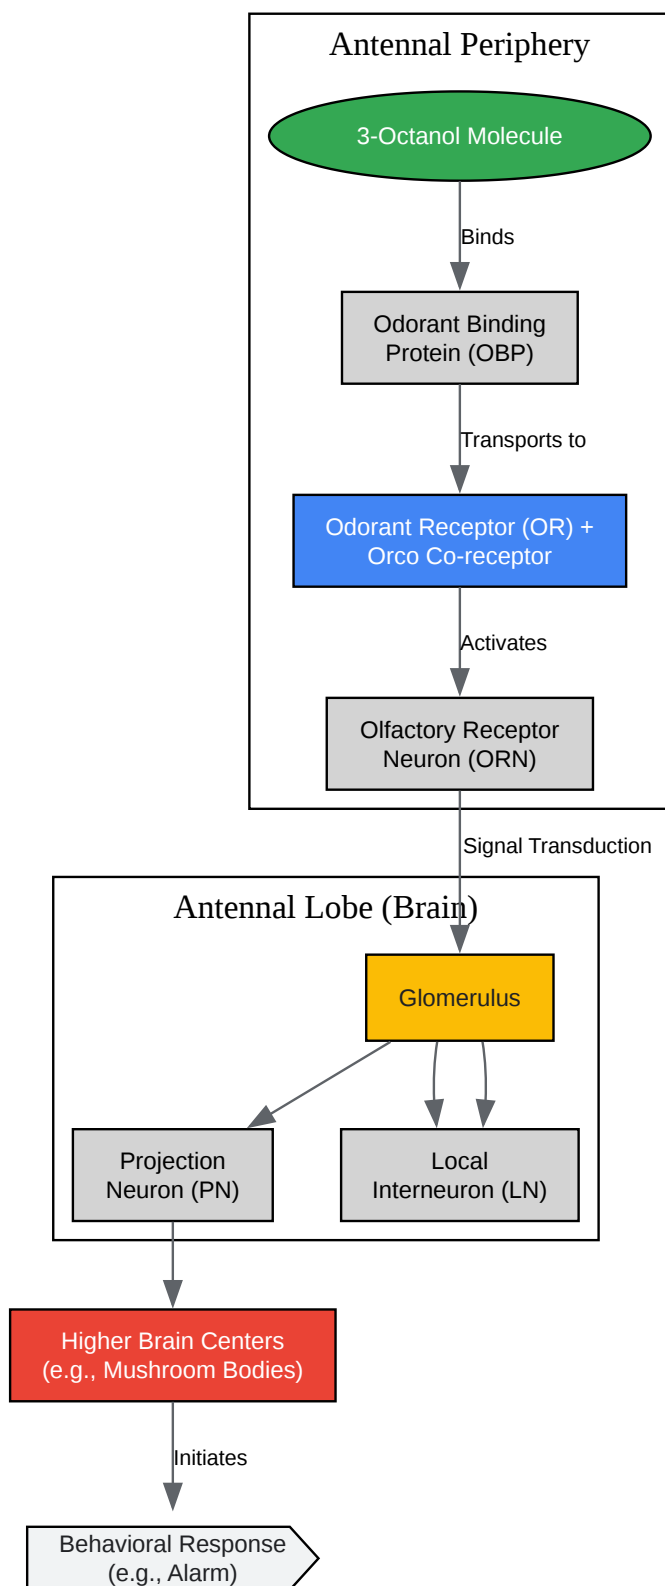 Antennal Periphery
3-Octanol Molecule
Binds
Odorant Binding
Protein (OBP)
Transports to
Odorant Receptor (OR) +
Orco Co-receptor
Activates
Olfactory Receptor
Neuron (ORN)
Signal Transduction
Antennal Lobe (Brain)
Glomerulus
Projection
Neuron (PN)
Local
Interneuron (LN)
Higher Brain Centers
(e.g., Mushroom Bodies)
Initiates
Behavioral Response
(e.g., Alarm)